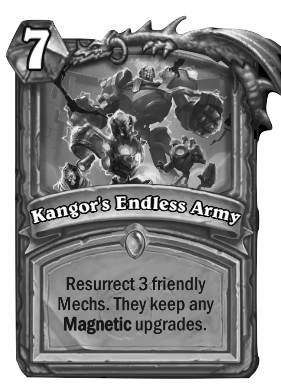 7
Kangor's Endless Army
Resurrect 3 friendly
Mechs. They keep any
Magnetic upgrades.